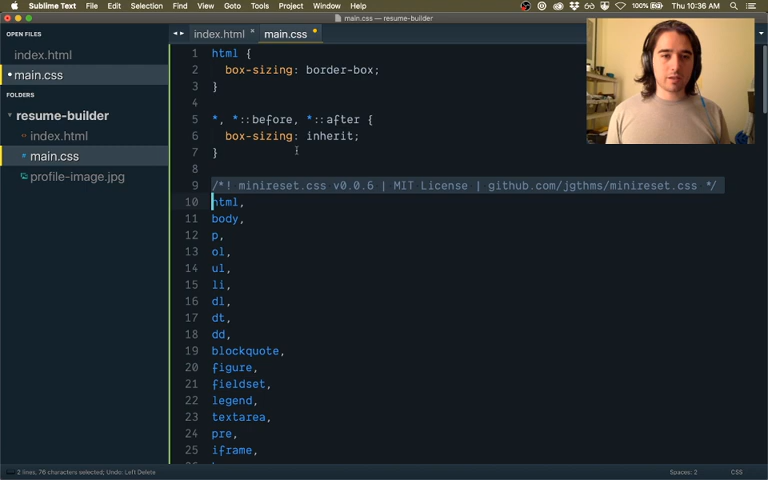 Sublime Text File Edit Selection Find View Goto Tools Project Window Help 100% Thu 10:36 AM
main.css — resume-builder
OPEN FILES
index.html
main.css
FOLDERS
resume-builder
index.html
main.css
profile-image.jpg
index.html main.css
1 html {
2 box-sizing: border-box;
3 }
4
5 *, *::before, *::after {
6 box-sizing: inherit;
7 }
8
9 /*! minireset.css v0.0.6 | MIT License | github.com/jgthms/minireset.css */
10 html,
11 body,
12 p,
13 ol,
14 ul,
15 li,
16 dl,
17 dt,
18 dd,
19 blockquote,
20 figure,
21 fieldset,
22 legend,
23 textarea,
24 pre,
25 iframe,
2 lines, 76 characters selected; Undo: Left Delete Spaces: 2 CSS